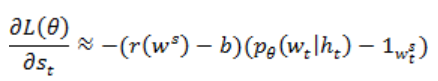 ∂L(θ)/∂s_t ≈ −(r(w^s) − b)(p_θ(w_t|h_t) − 1_{w_t^s})